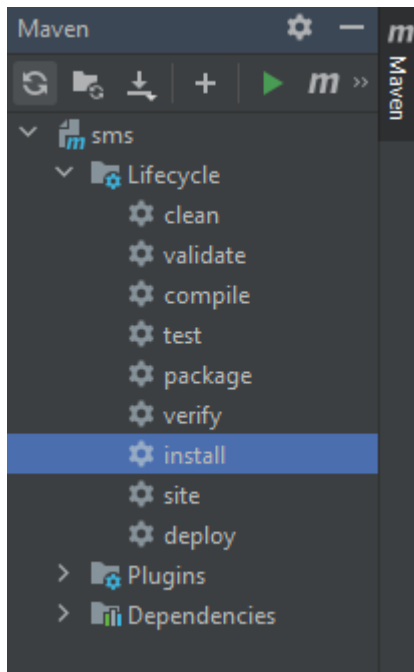 Maven
m
Maven
sms
Lifecycle
clean
validate
compile
test
package
verify
install
site
deploy
Plugins
Dependencies